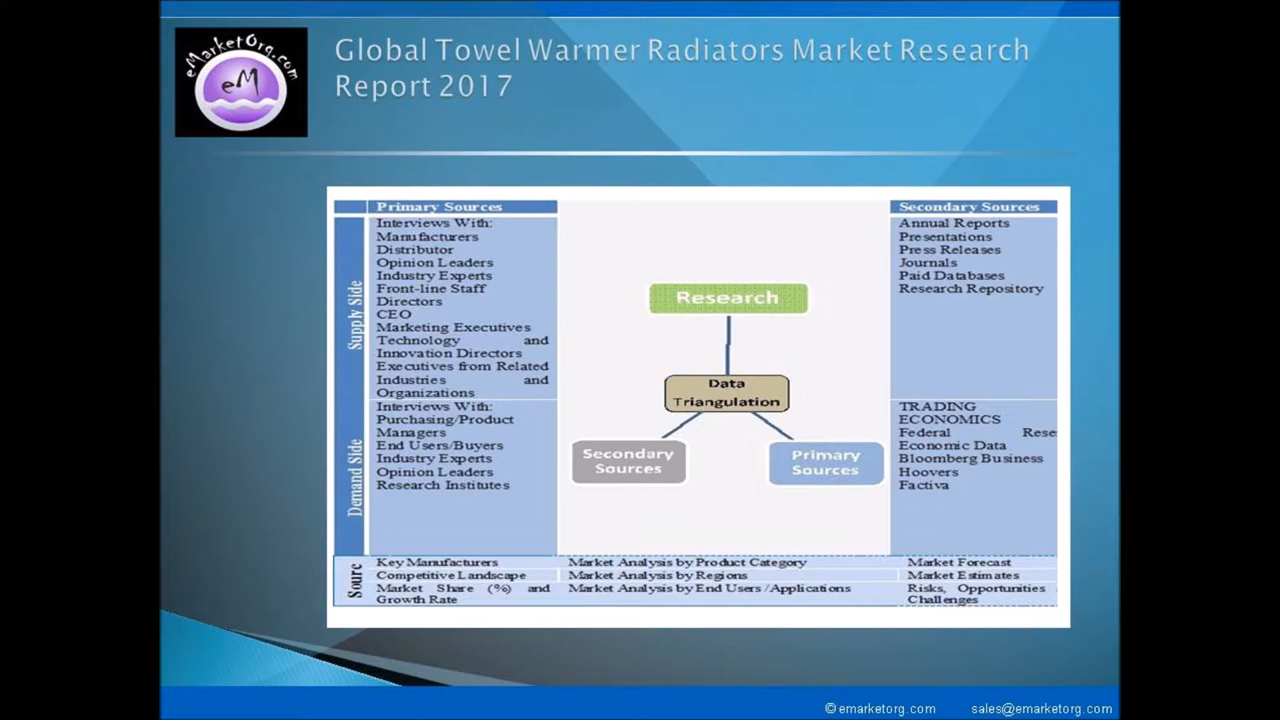 eMarketOrg.com
eM
Global Towel Warmer Radiators Market Research
Report 2017
Primary Sources
Supply Side
Interviews With:
Manufacturers
Distributor
Opinion Leaders
Industry Experts
Front-line Staff
Directors
CEO
Marketing Executives
Technology and
Innovation Directors
Executives from Related
Industries and
Organizations
Demand Side
Interviews With:
Purchasing/Product
Managers
End Users/Buyers
Industry Experts
Opinion Leaders
Research Institutes
Research
Data
Triangulation
Secondary
Sources
Primary
Sources
Secondary Sources
Annual Reports
Presentations
Press Releases
Journals
Paid Databases
Research Repository
TRADING
ECONOMICS
Federal Rese
Economic Data
Bloomberg Business
Hoovers
Factiva
Sourc
Key Manufacturers
Competitive Landscape
Market Share (%) and
Growth Rate
Market Analysis by Product Category
Market Analysis by Regions
Market Analysis by End Users /Applications
Market Forecast
Market Estimates
Risks, Opportunities
Challenges
© emarketorg.com sales@emarketorg.com